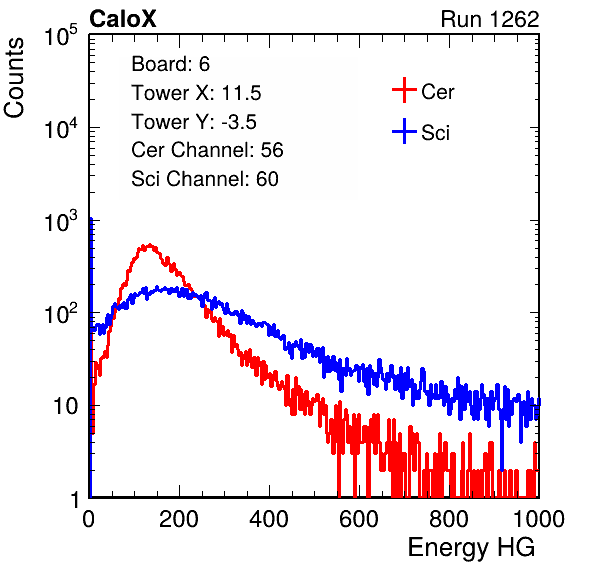 CaloX Run 1262
10^5
Counts
Board: 6
Tower X: 11.5
Tower Y: -3.5
Cer Channel: 56
Sci Channel: 60
Cer
Sci
10^4
10^3
10^2
10
1
0 200 400 600 800 1000
Energy HG